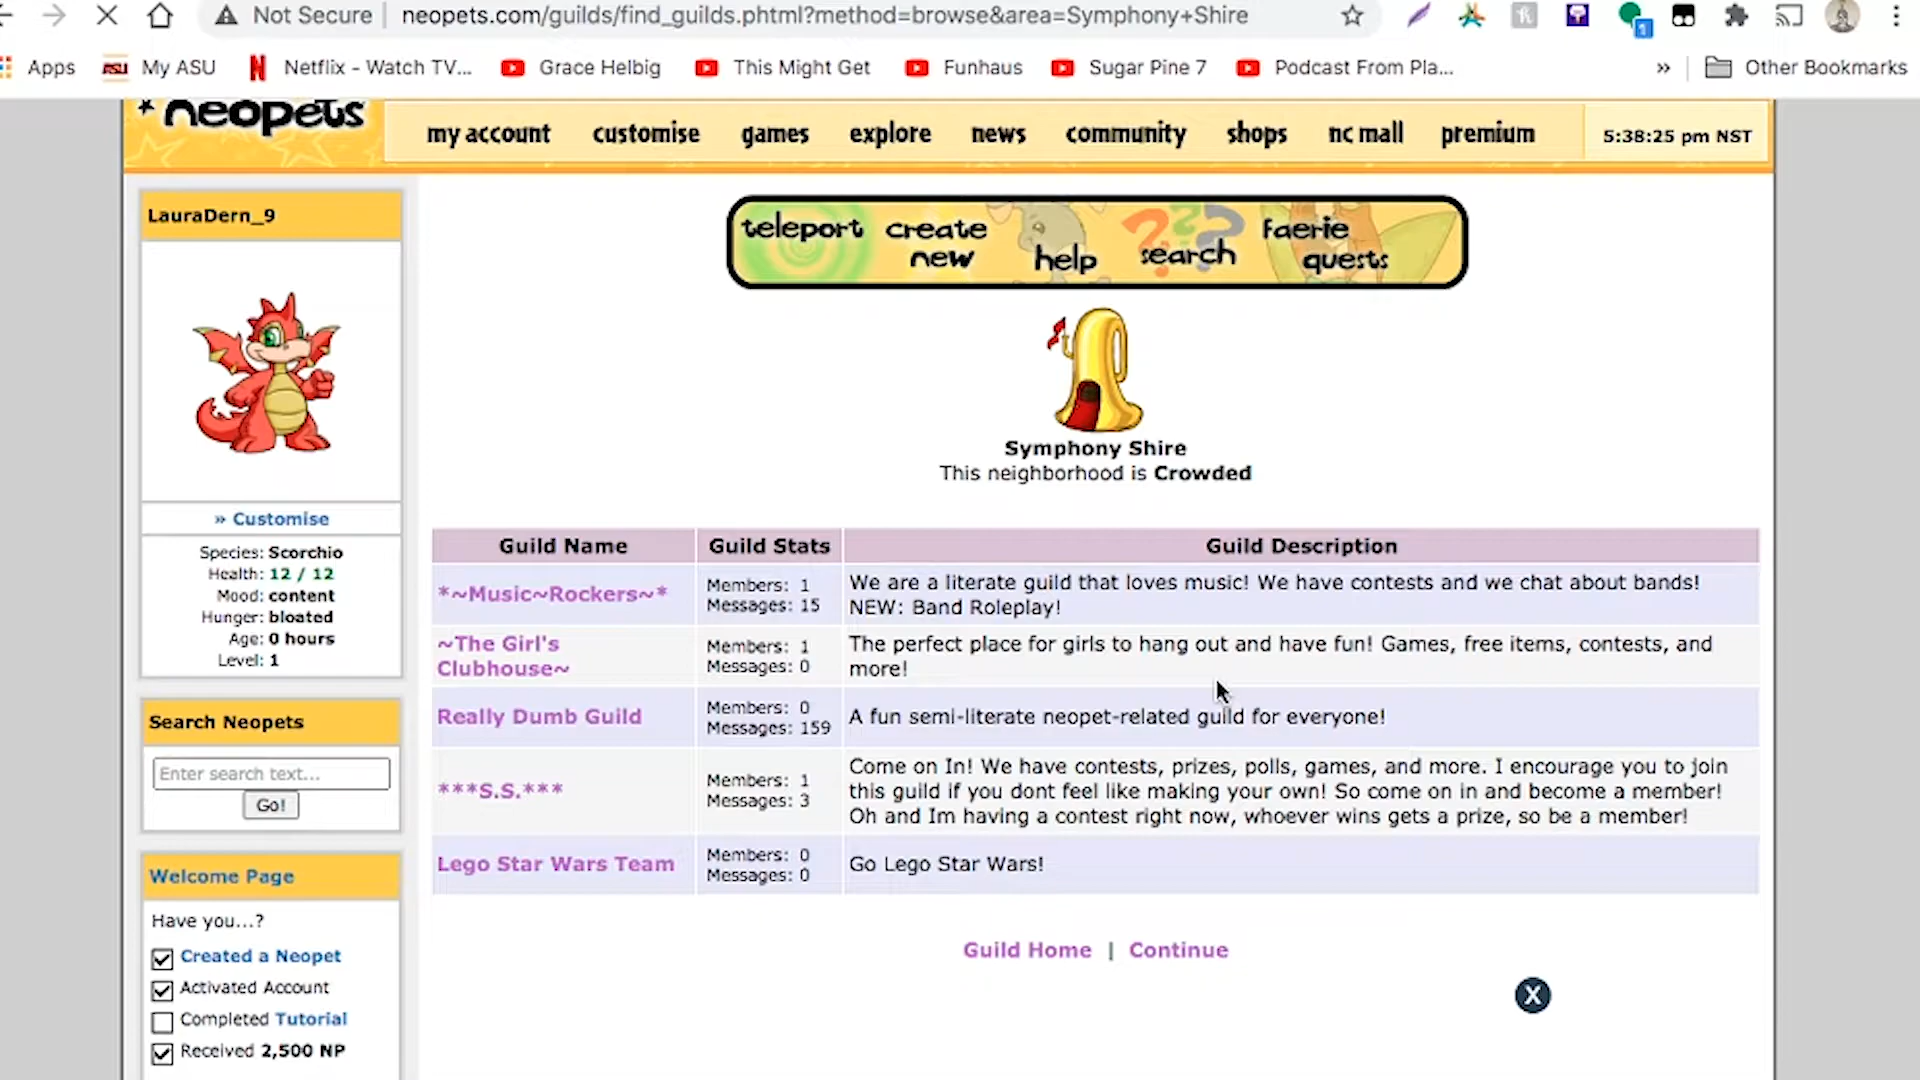 Not Secure | neopets.com/guilds/find_guilds.phtml?method=browse&area=Symphony+Shire
1
Apps
ASU My ASU
N Netflix - Watch TV...
Grace Helbig
This Might Get
Funhaus
Sugar Pine 7
Podcast From Pla...
»
Other Bookmarks
neopets
my account
customise
games
explore
news
community
shops
nc mall
premium
5:38:25 pm NST
LauraDern_9
» Customise
Species: Scorchio
Health: 12 / 12
Mood: content
Hunger: bloated
Age: 0 hours
Level: 1
Search Neopets
Enter search text...
Go!
Welcome Page
Have you...?
Created a Neopet
Activated Account
Completed Tutorial
Received 2,500 NP
teleport
create
new
help
???
search
faerie
quests
Symphony Shire
This neighborhood is Crowded
Guild Name
Guild Stats
Guild Description
*~Music~Rockers~*
Members: 1
Messages: 15
We are a literate guild that loves music! We have contests and we chat about bands!
NEW: Band Roleplay!
~The Girl's
Clubhouse~
Members: 1
Messages: 0
The perfect place for girls to hang out and have fun! Games, free items, contests, and
more!
Really Dumb Guild
Members: 0
Messages: 159
A fun semi-literate neopet-related guild for everyone!
***S.S.***
Members: 1
Messages: 3
Come on In! We have contests, prizes, polls, games, and more. I encourage you to join
this guild if you dont feel like making your own! So come on in and become a member!
Oh and Im having a contest right now, whoever wins gets a prize, so be a member!
Lego Star Wars Team
Members: 0
Messages: 0
Go Lego Star Wars!
Guild Home | Continue
X